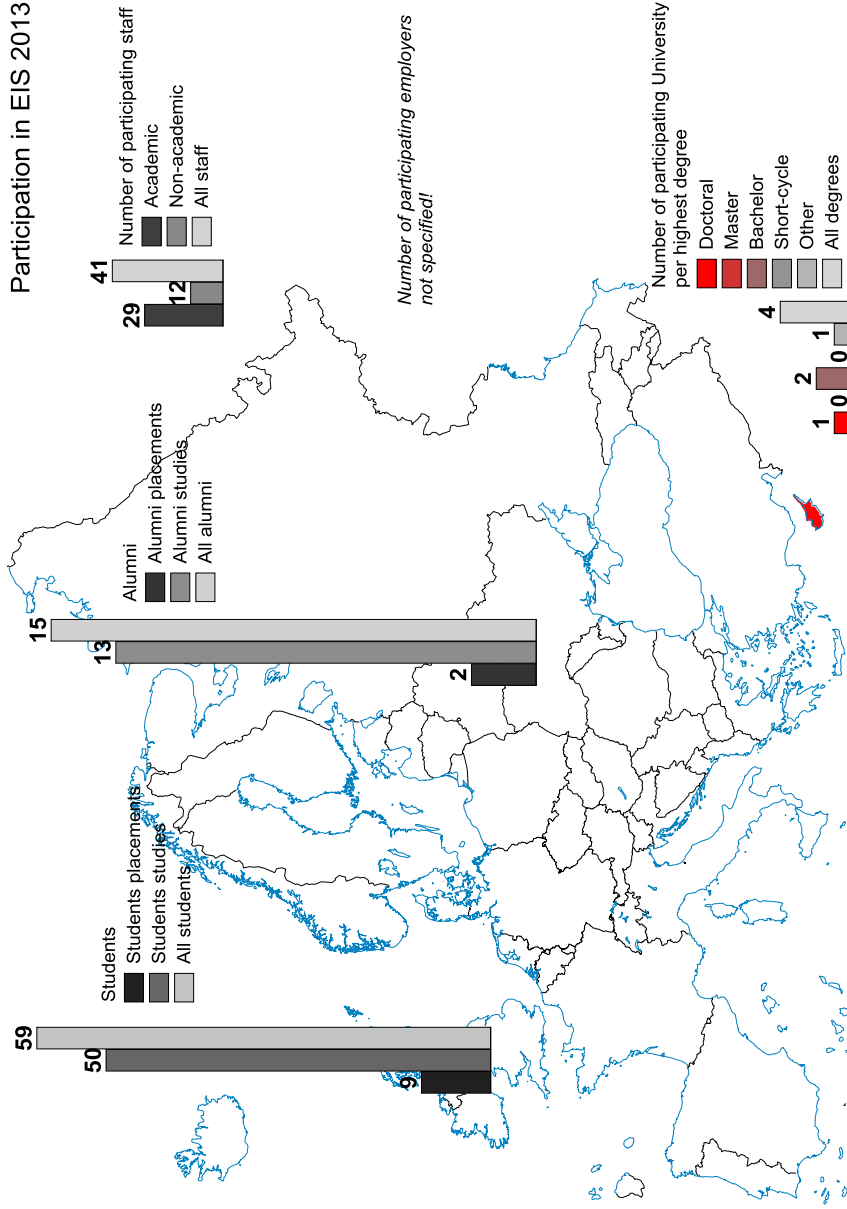 Participation in EIS 2013
Students
Students placements
Students studies
All students
9
50
59
Alumni
Alumni placements
Alumni studies
All alumni
2
13
15
Number of participating staff
Academic
Non-academic
All staff
29
12
41
Number of participating employers
not specified!
Number of participating University
per highest degree
Doctoral
Master
Bachelor
Short-cycle
Other
All degrees
1
0
2
0
1
4